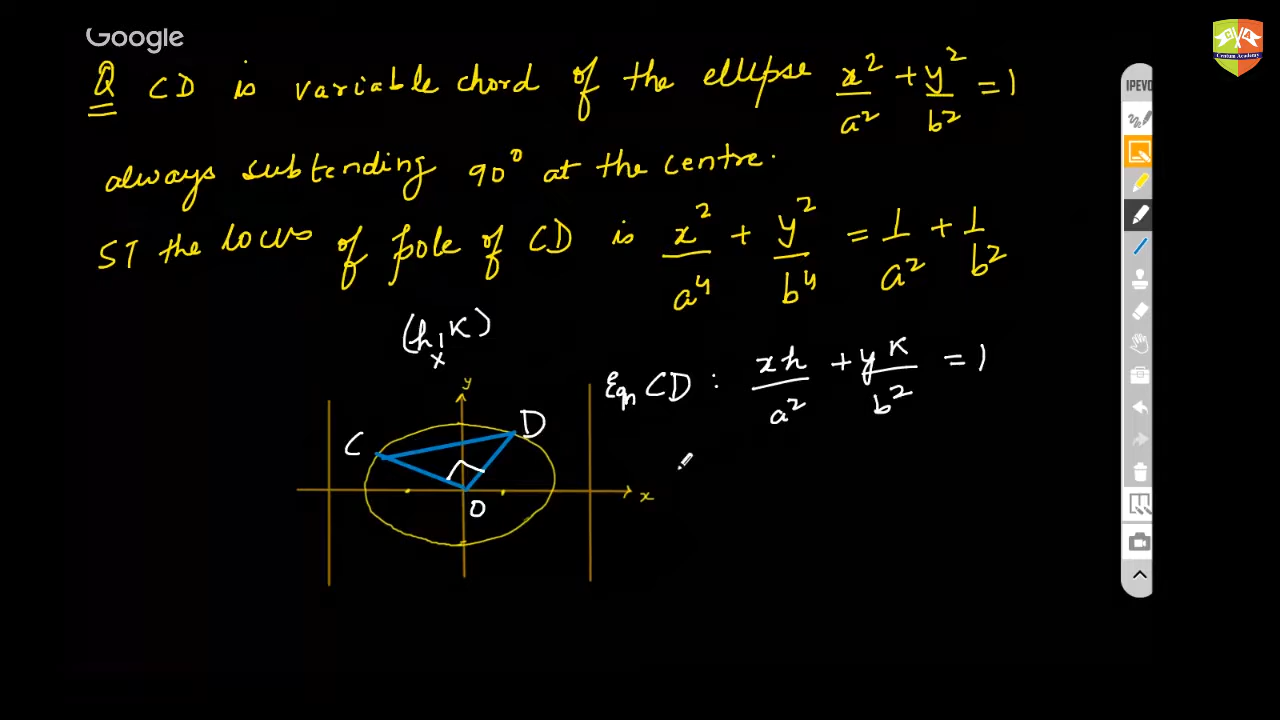 Google
Q CD is variable chord of the ellipse x²/a² + y²/b² = 1
always subtending 90° at the centre.
ST the locus of pole of CD is x²/a⁴ + y²/b⁴ = 1/a² + 1/b²
(h, K)
x
Eqn CD : xh/a² + yK/b² = 1
y
C
D
O
x
IPEVO
Centum Academy